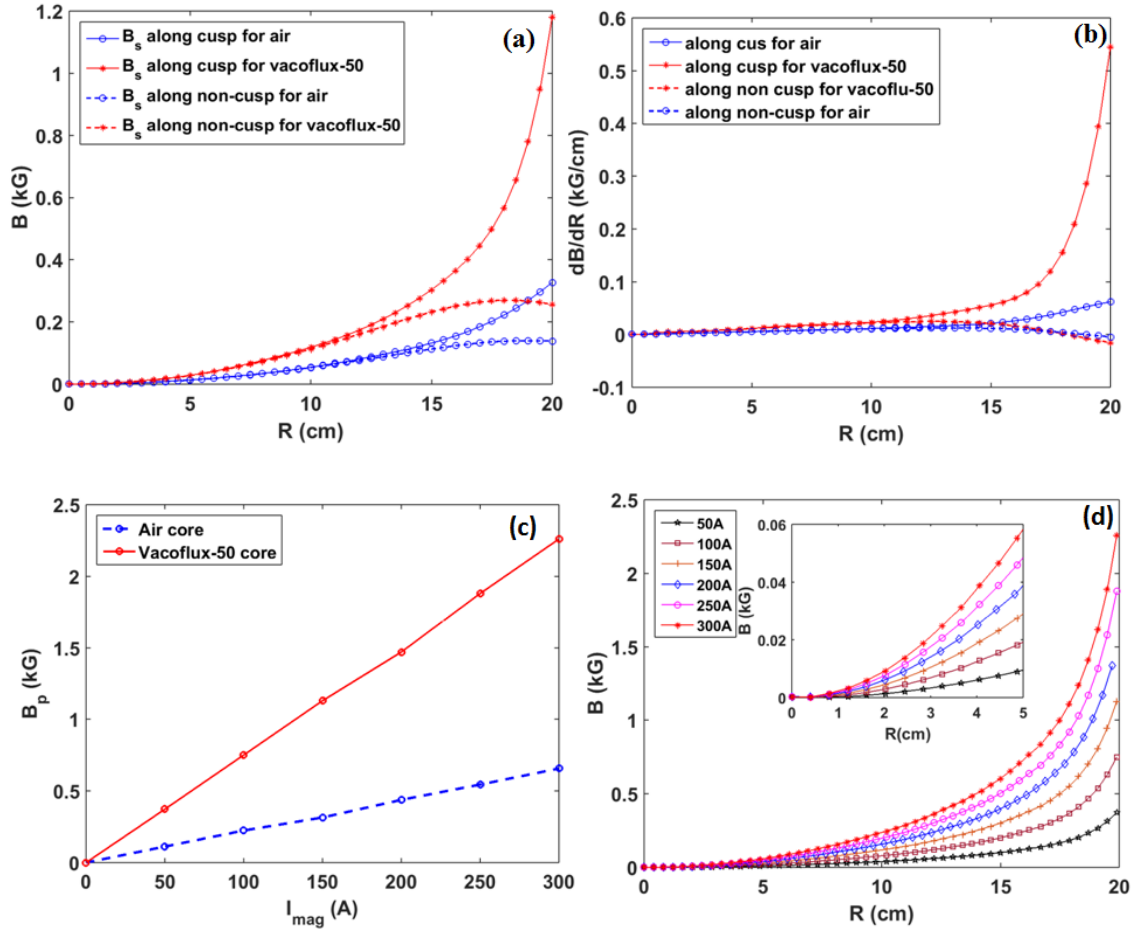 (a)
B_s along cusp for air
B_s along cusp for vacoflux-50
B_s along non-cusp for air
B_s along non-cusp for vacoflux-50
B (kG)
1.2
1
0.8
0.6
0.4
0.2
0
0 5 10 15 20
R (cm)
(b)
along cus for air
along cusp for vacoflux-50
along non cusp for vacoflu-50
along non-cusp for air
dB/dR (kG/cm)
0.6
0.5
0.4
0.3
0.2
0.1
0
-0.1
0 5 10 15 20
R (cm)
(c)
Air core
Vacoflux-50 core
B_p (kG)
2.5
2
1.5
1
0.5
0
0 50 100 150 200 250 300
I_mag (A)
(d)
50A
100A
150A
200A
250A
300A
B (kG)
2.5
2
1.5
1
0.5
0
0 5 10 15 20
R (cm)
B (kG)
0.06
0.04
0.02
0
0 1 2 3 4 5
R(cm)